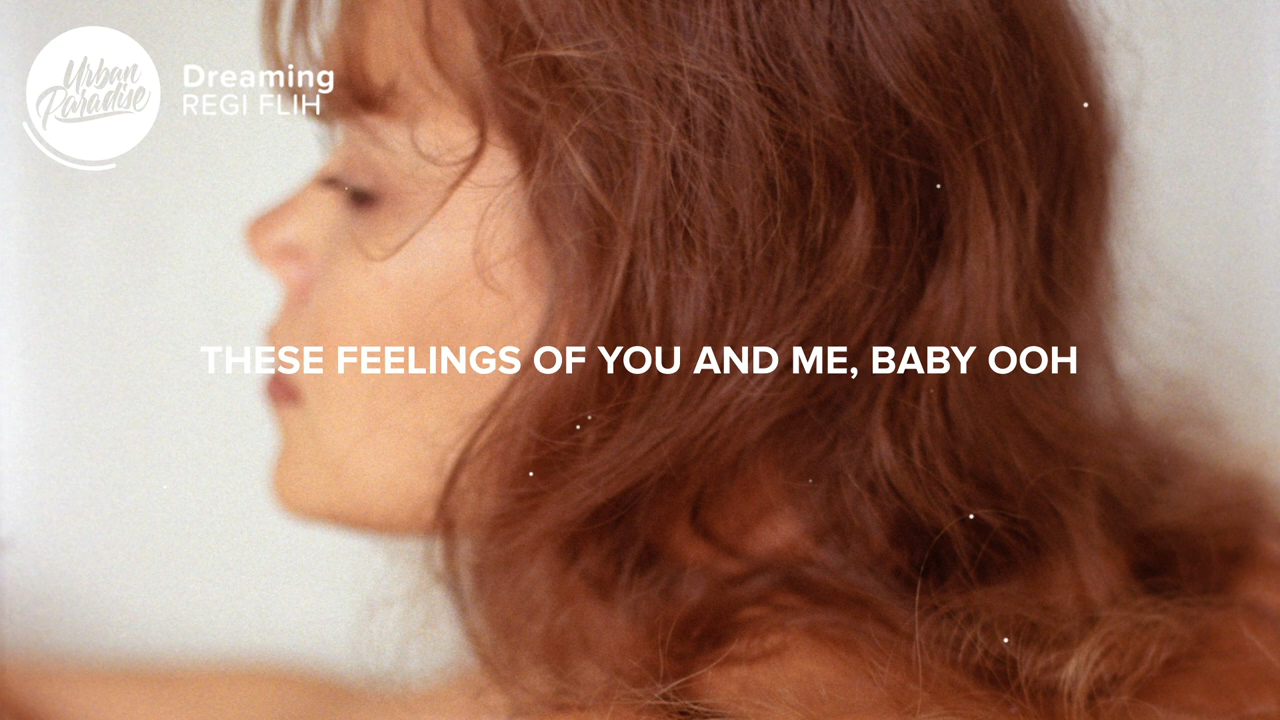 Urban
Paradise
Dreaming
REGI FLIH
THESE FEELINGS OF YOU AND ME, BABY OOH